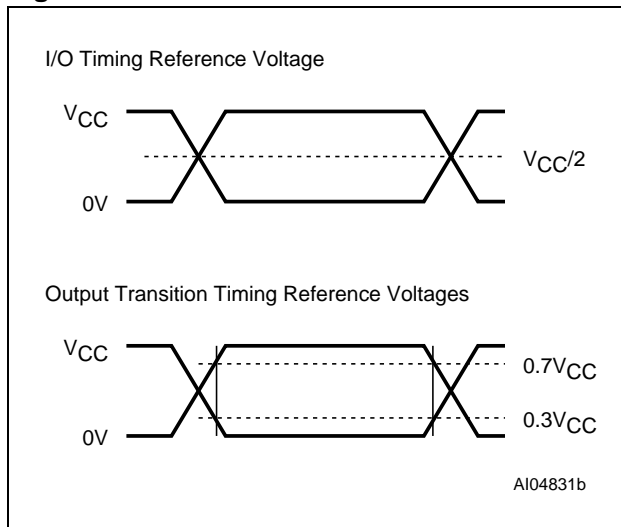 I/O Timing Reference Voltage
VCC
VCC/2
0V
Output Transition Timing Reference Voltages
VCC
0.7VCC
0.3VCC
0V
AI04831b